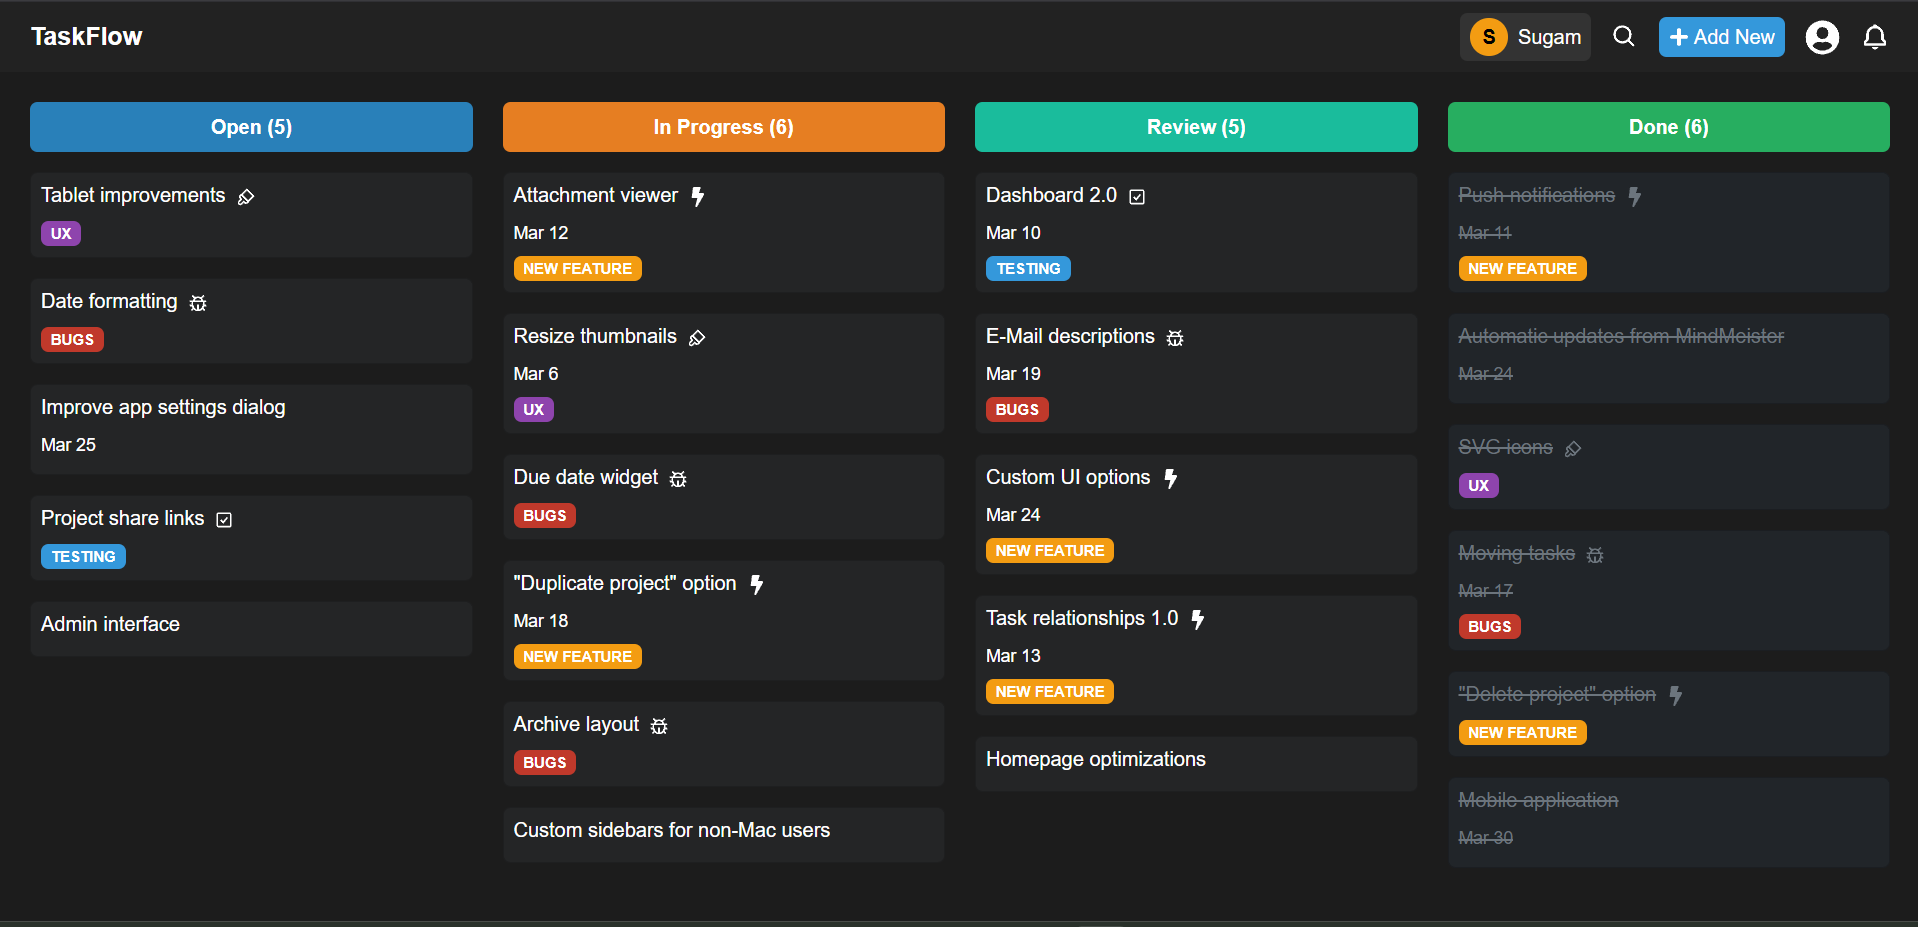 TaskFlow
S Sugam
Add New
Open (5)
Tablet improvements
UX
Date formatting
BUGS
Improve app settings dialog
Mar 25
Project share links
TESTING
Admin interface
In Progress (6)
Attachment viewer
Mar 12
NEW FEATURE
Resize thumbnails
Mar 6
UX
Due date widget
BUGS
"Duplicate project" option
Mar 18
NEW FEATURE
Archive layout
BUGS
Custom sidebars for non-Mac users
Review (5)
Dashboard 2.0
Mar 10
TESTING
E-Mail descriptions
Mar 19
BUGS
Custom UI options
Mar 24
NEW FEATURE
Task relationships 1.0
Mar 13
NEW FEATURE
Homepage optimizations
Done (6)
Push notifications
Mar 11
NEW FEATURE
Automatic updates from MindMeister
Mar 24
SVG icons
UX
Moving tasks
Mar 17
BUGS
"Delete project" option
NEW FEATURE
Mobile application
Mar 30